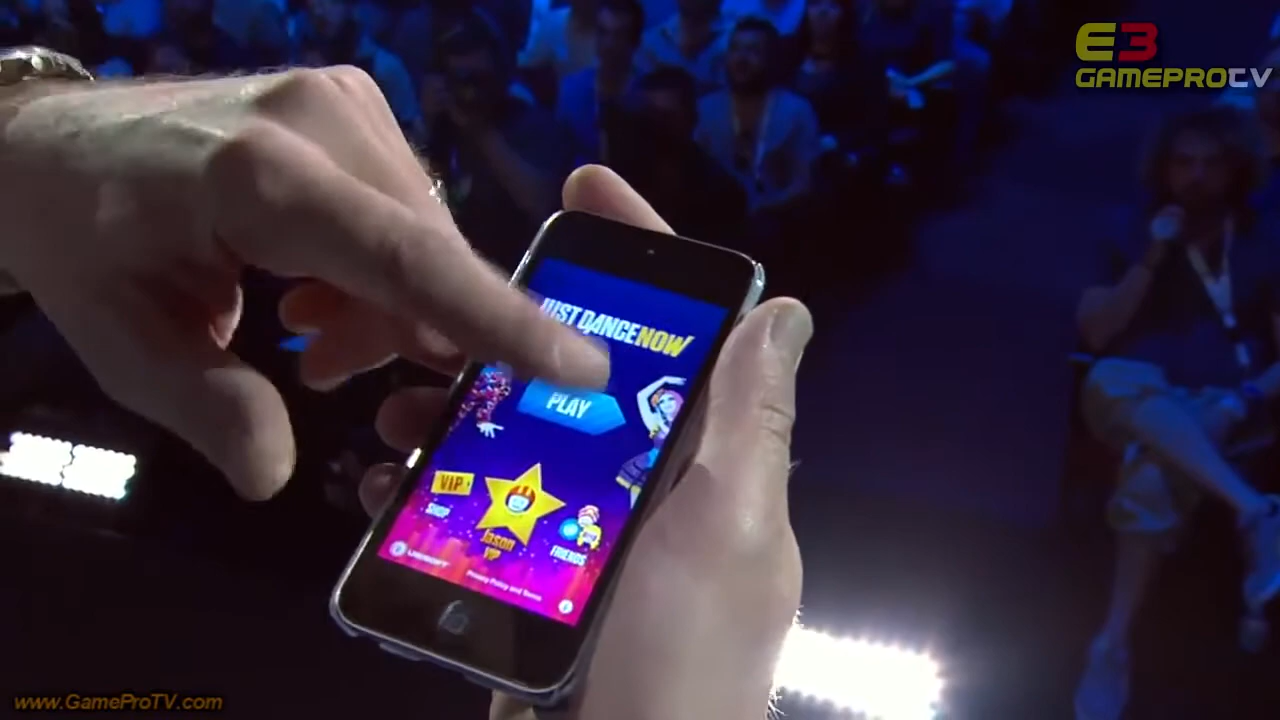 E3
GAMEPROTV
JUST DANCE NOW
PLAY
VIP
SHOP
Jason
VIP
FRIENDS
UBISOFT
Privacy Policy and Terms
www.GameProTV.com